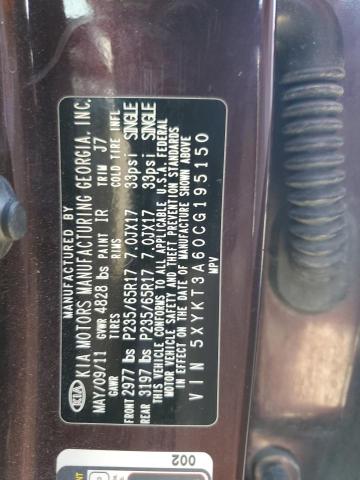 MANUFACTURED BY
KIA KIA MOTORS MANUFACTURING GEORGIA, INC.
MAY/09/11 GVWR 4828 lbs PAINT IR TRIM J7
GAWR TIRES RIMS COLD TIRE INFL
FRONT 2977 lbs P235/65R17 7.0JX17 33psi SINGLE
REAR 3197 lbs P235/65R17 7.0JX17 33psi SINGLE
THIS VEHICLE CONFORMS TO ALL APPLICABLE U.S.A. FEDERAL
MOTOR VEHICLE SAFETY AND THEFT PREVENTION STANDARDS
IN EFFECT ON THE DATE OF MANUFACTURE SHOWN ABOVE
VIN 5XYKT3A60CG195150
MPV
002